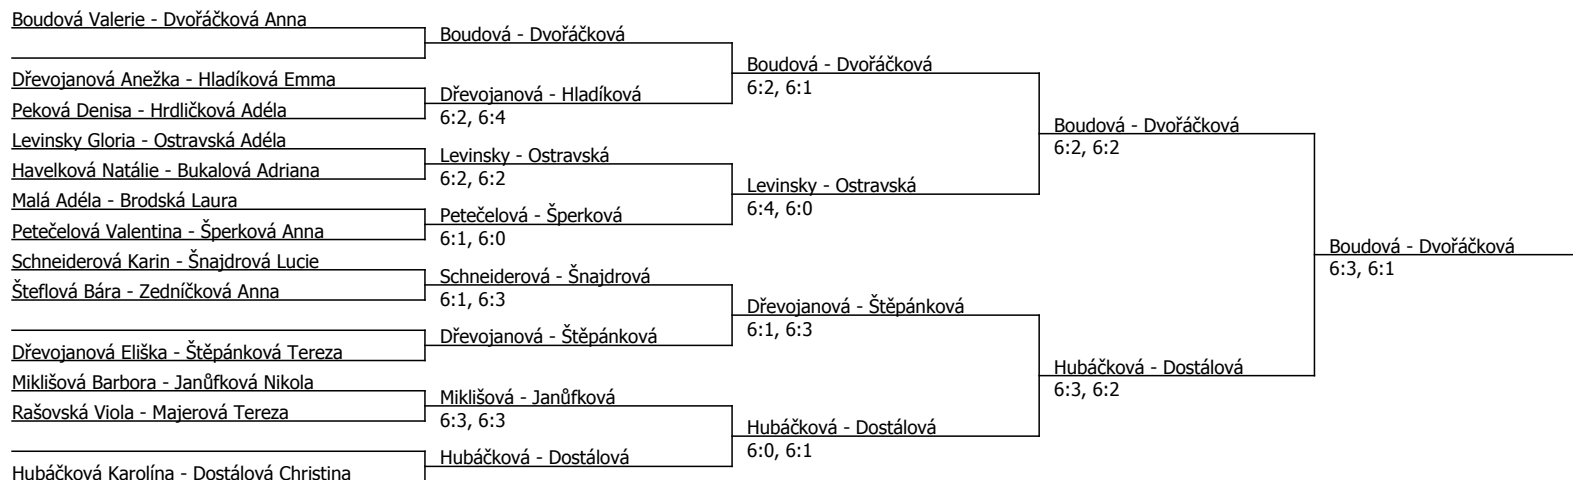 Boudová Valerie - Dvořáčková Anna
Dřevojanová Anežka - Hladíková Emma
Peková Denisa - Hrdličková Adéla
Levinsky Gloria - Ostravská Adéla
Havelková Natálie - Bukalová Adriana
Malá Adéla - Brodská Laura
Petečelová Valentina - Šperková Anna
Schneiderová Karin - Šnajdrová Lucie
Šteflová Bára - Zedníčková Anna
Dřevojanová Eliška - Štěpánková Tereza
Miklišová Barbora - Janůfková Nikola
Rašovská Viola - Majerová Tereza
Hubáčková Karolína - Dostálová Christina
Boudová - Dvořáčková
Dřevojanová - Hladíková
6:2, 6:4
Levinsky - Ostravská
6:2, 6:2
Petečelová - Šperková
6:1, 6:0
Schneiderová - Šnajdrová
6:1, 6:3
Dřevojanová - Štěpánková
Miklišová - Janůfková
6:3, 6:3
Hubáčková - Dostálová
Boudová - Dvořáčková
6:2, 6:1
Levinsky - Ostravská
6:4, 6:0
Dřevojanová - Štěpánková
6:1, 6:3
Hubáčková - Dostálová
6:0, 6:1
Boudová - Dvořáčková
6:2, 6:2
Hubáčková - Dostálová
6:3, 6:2
Boudová - Dvořáčková
6:3, 6:1